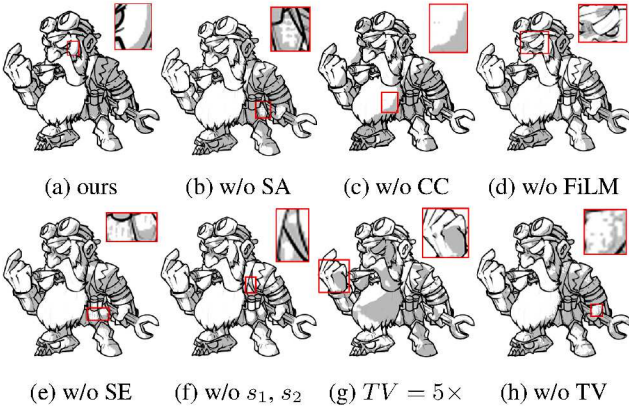 (a) ours (b) w/o SA (c) w/o CC (d) w/o FiLM
(e) w/o SE (f) w/o s₁, s₂ (g) TV = 5× (h) w/o TV